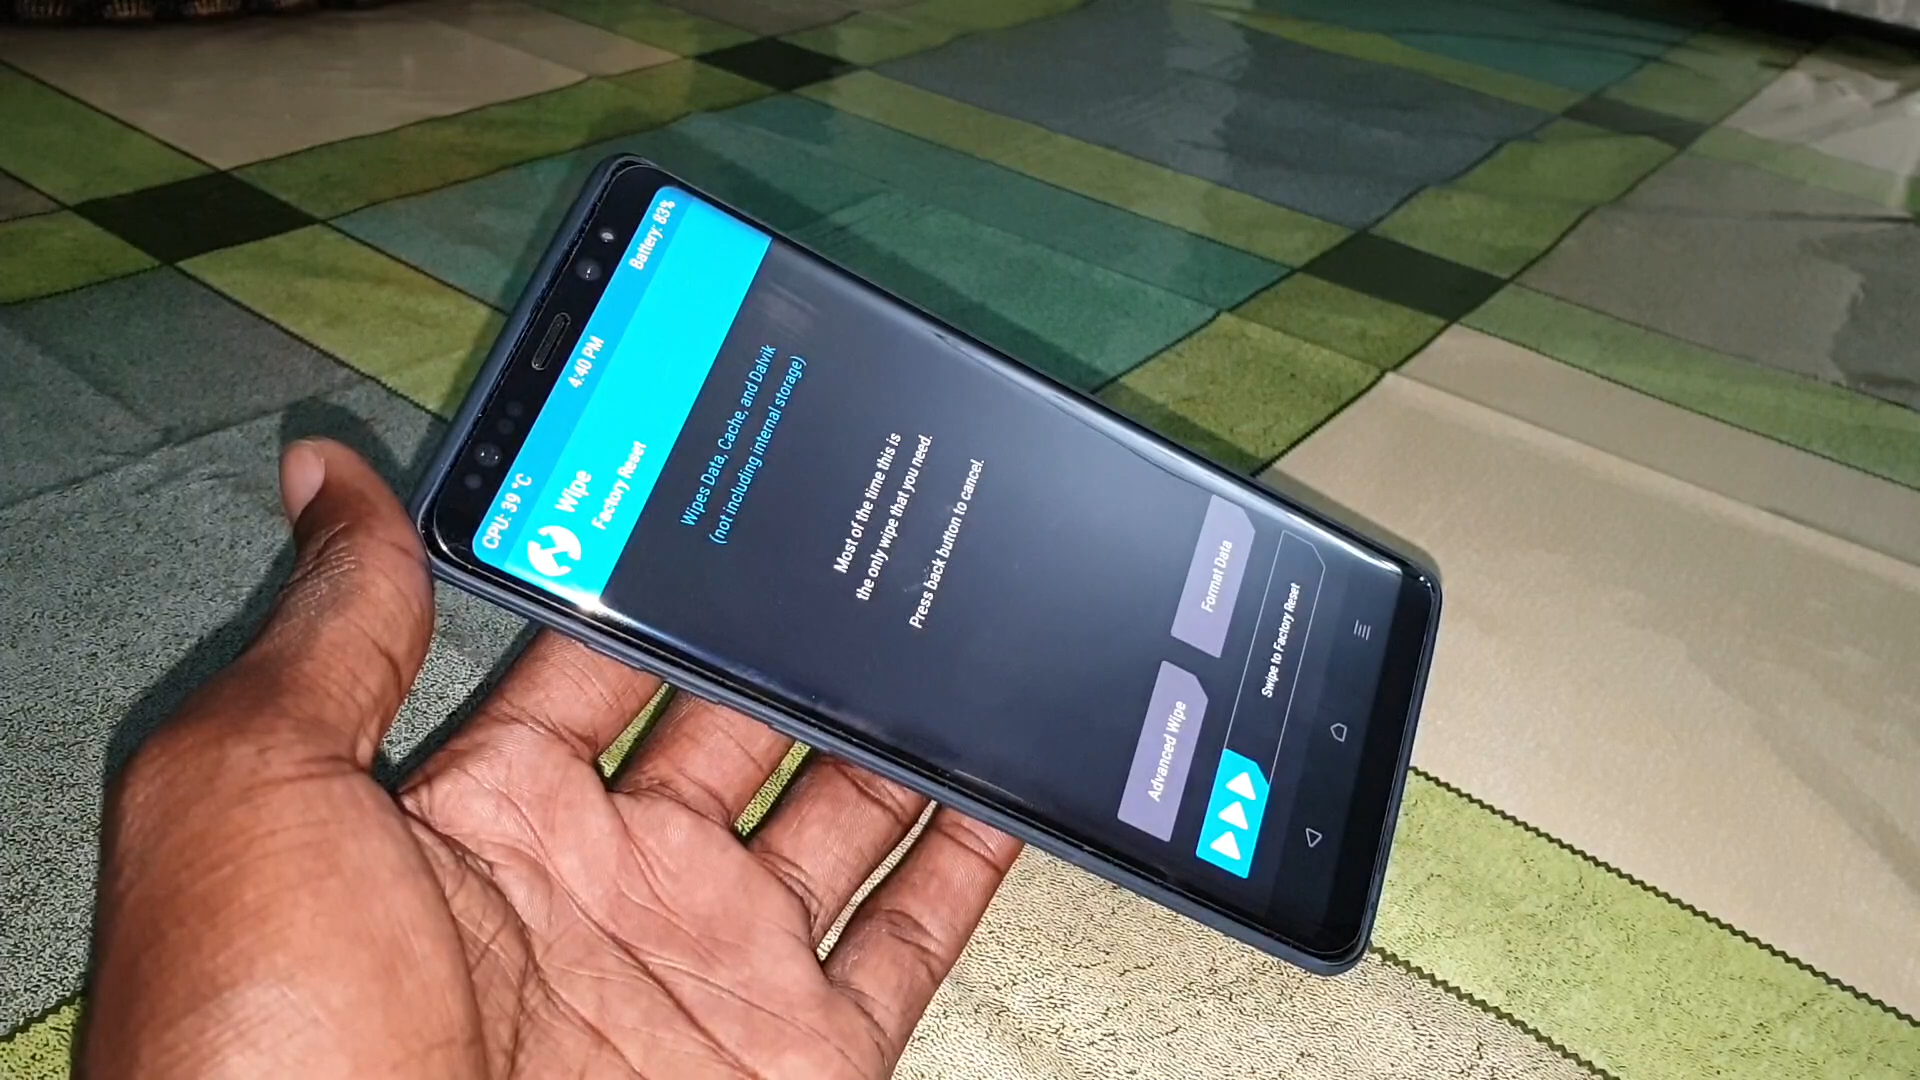 CPU: 39 °C
4:40 PM
Battery: 83%
Wipe
Factory Reset
Wipes Data, Cache, and Dalvik
(not including internal storage)
Most of the time this is
the only wipe that you need.
Press back button to cancel.
Advanced Wipe
Format Data
Swipe to Factory Reset